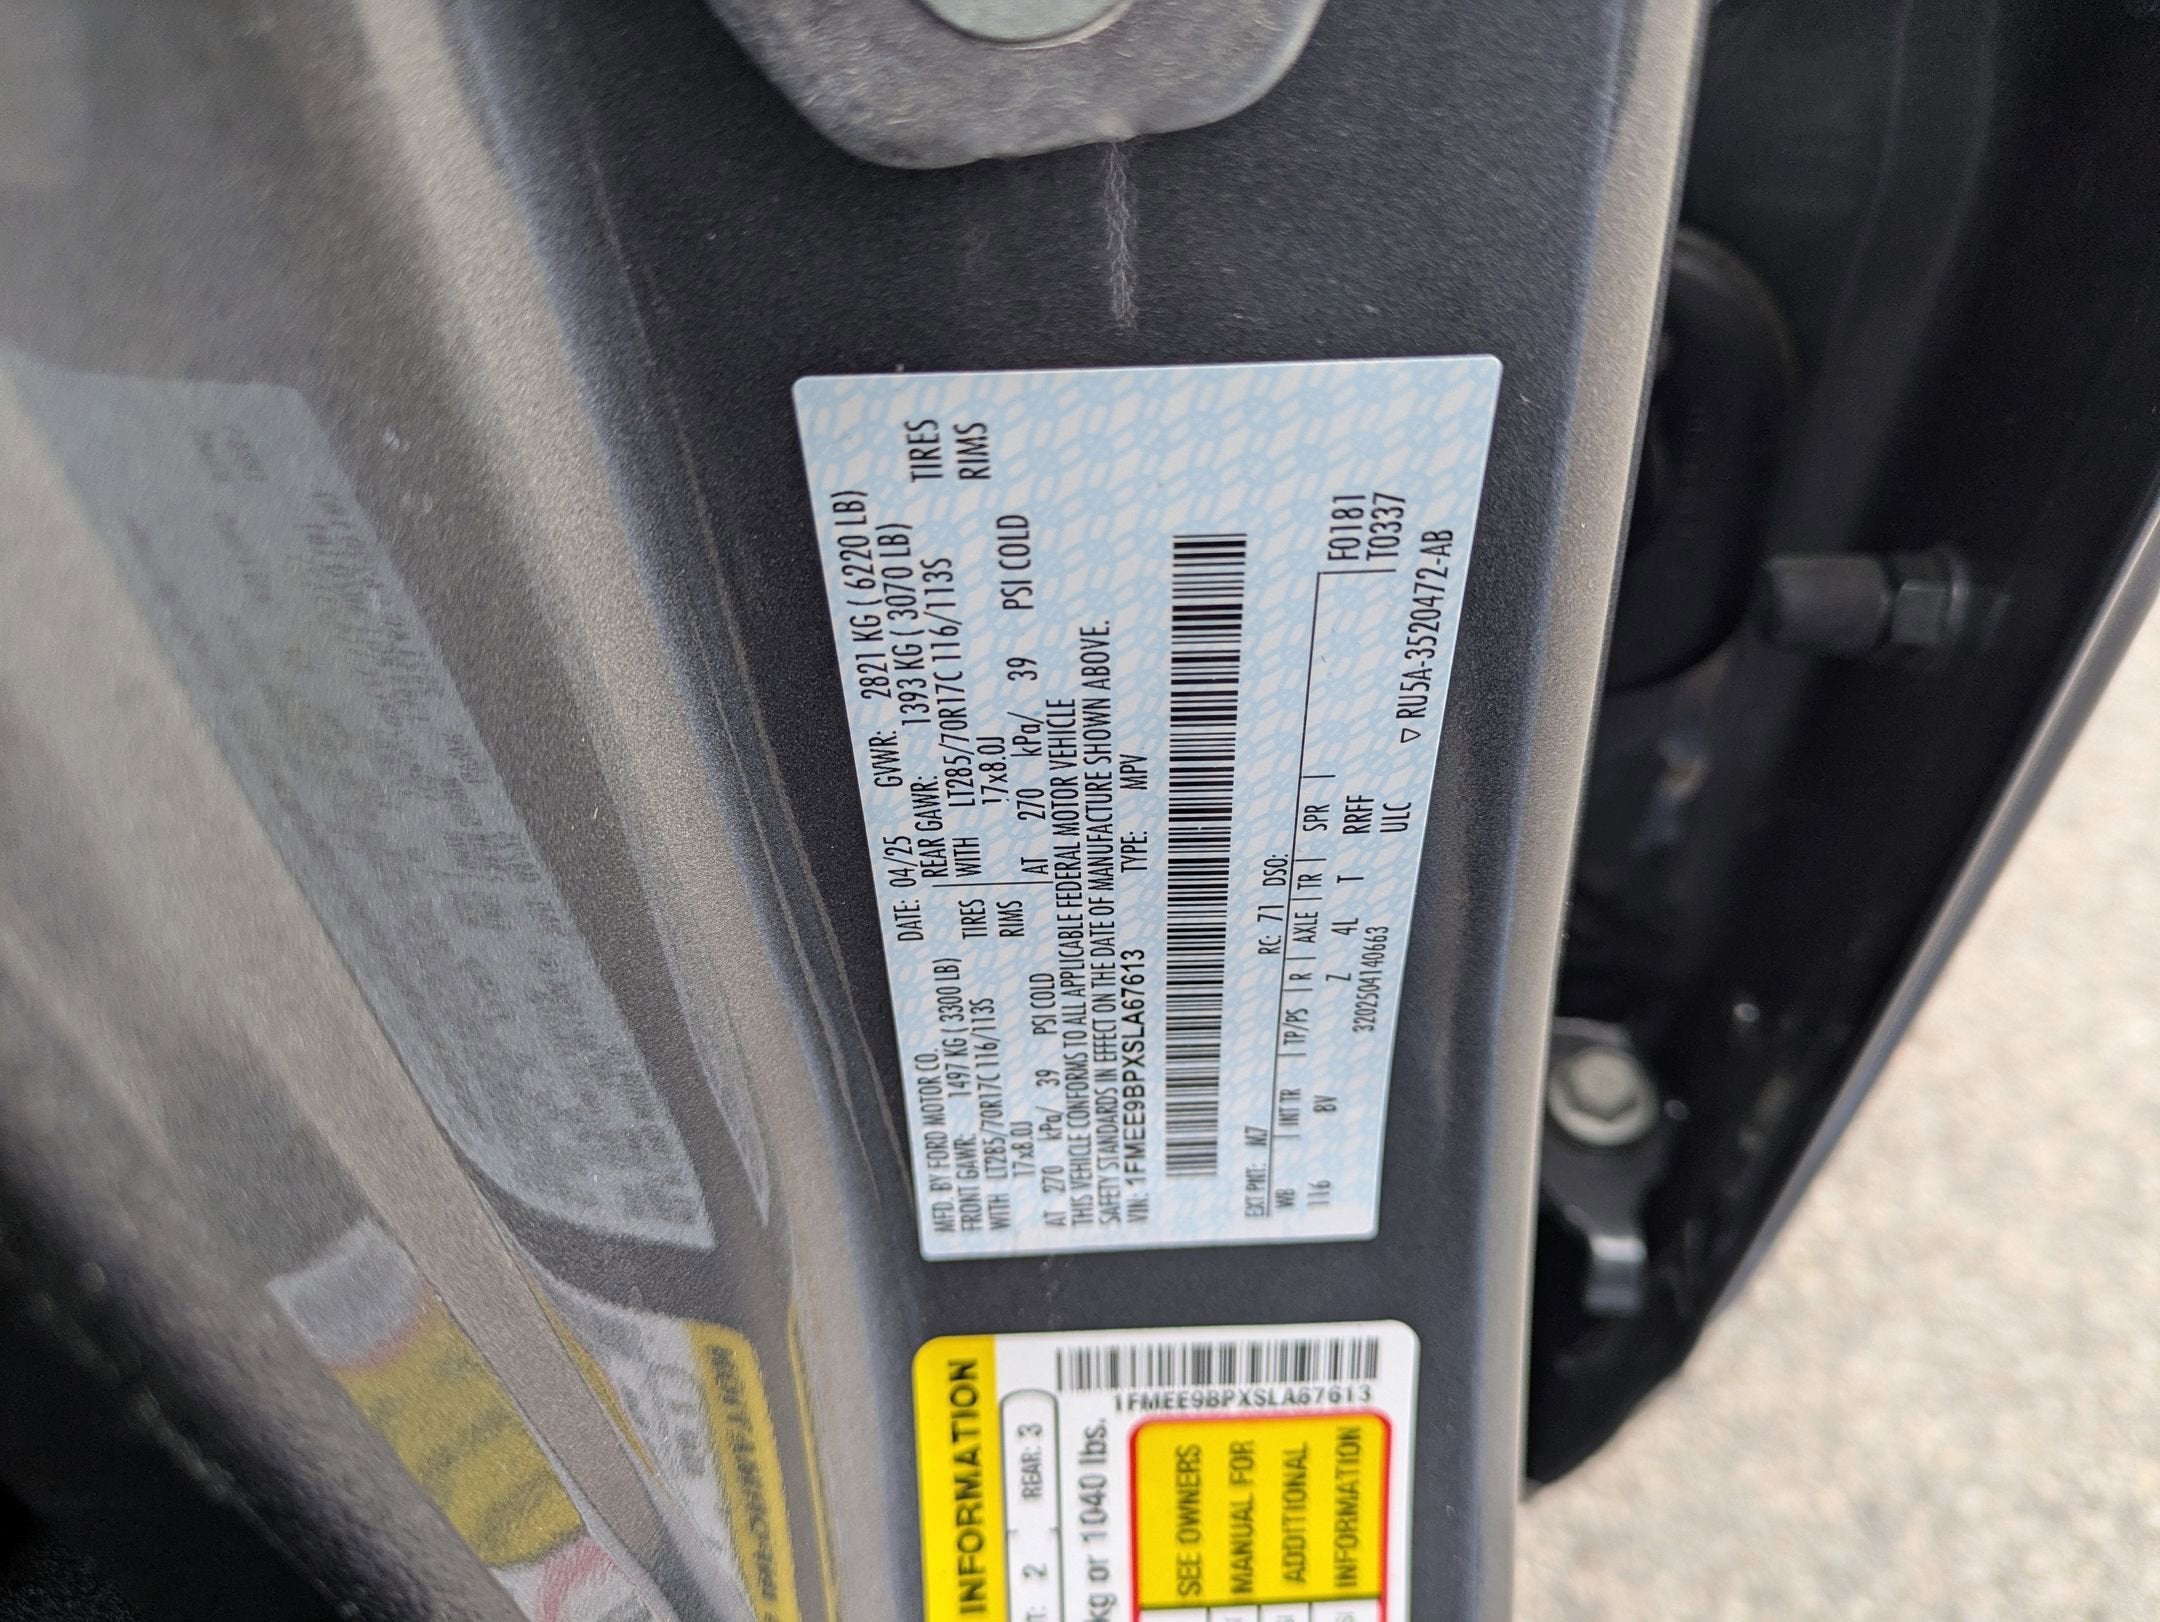 MFD. BY FORD MOTOR CO.
DATE: 04/25 GVWR: 2821 KG ( 6220 LB)
FRONT GAWR: 1497 KG ( 3300 LB) REAR GAWR: 1393 KG ( 3070 LB)
WITH LT285/70R17C 116/113S TIRES WITH LT285/70R17C 116/113S TIRES
17x8.0J RIMS 17x8.0J RIMS
AT 270 kPa/ 39 PSI COLD AT 270 kPa/ 39 PSI COLD
THIS VEHICLE CONFORMS TO ALL APPLICABLE FEDERAL MOTOR VEHICLE
SAFETY STANDARDS IN EFFECT ON THE DATE OF MANUFACTURE SHOWN ABOVE.
VIN: 1FMEE9BPXSLA67613 TYPE: MPV
EXT PNT: M7 RC: 71 DSO:
WB INT TR TP/PS R AXLE TR SPR F0181
116 8V Z 4L T RRFF T0337
3202504140663 ULC
▽ RU5A-3520472-AB
INFORMATION
2 REAR: 3
kg or 1040 lbs.
1FMEE9BPXSLA67613
SEE OWNERS
MANUAL FOR
ADDITIONAL
INFORMATION